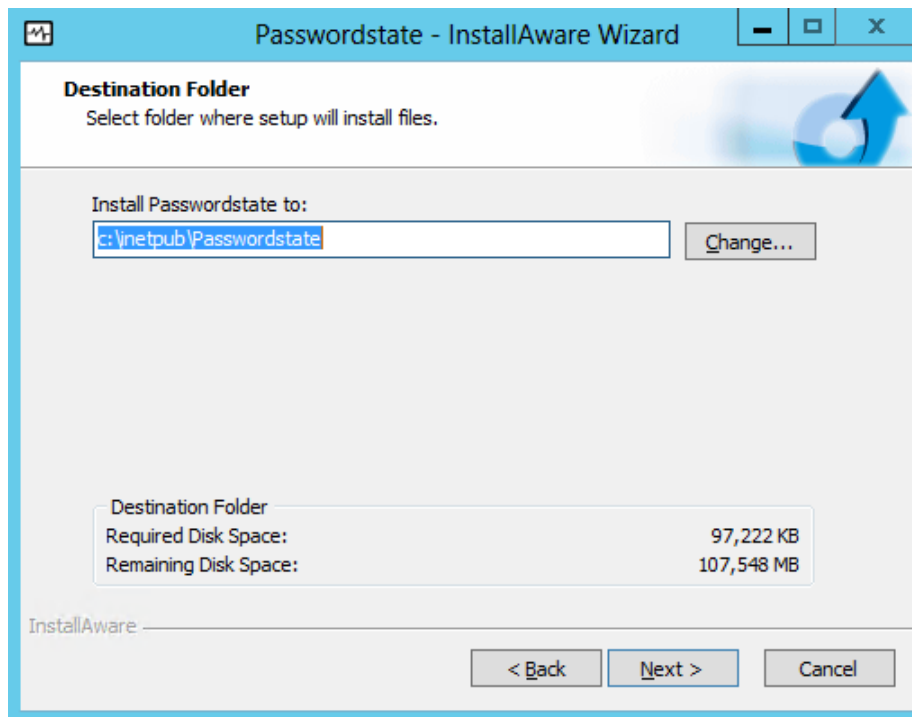 Passwordstate - InstallAware Wizard
Destination Folder
Select folder where setup will install files.
Install Passwordstate to:
c:\inetpub\Passwordstate
Change...
Destination Folder
Required Disk Space: 97,222 KB
Remaining Disk Space: 107,548 MB
InstallAware
< Back Next > Cancel